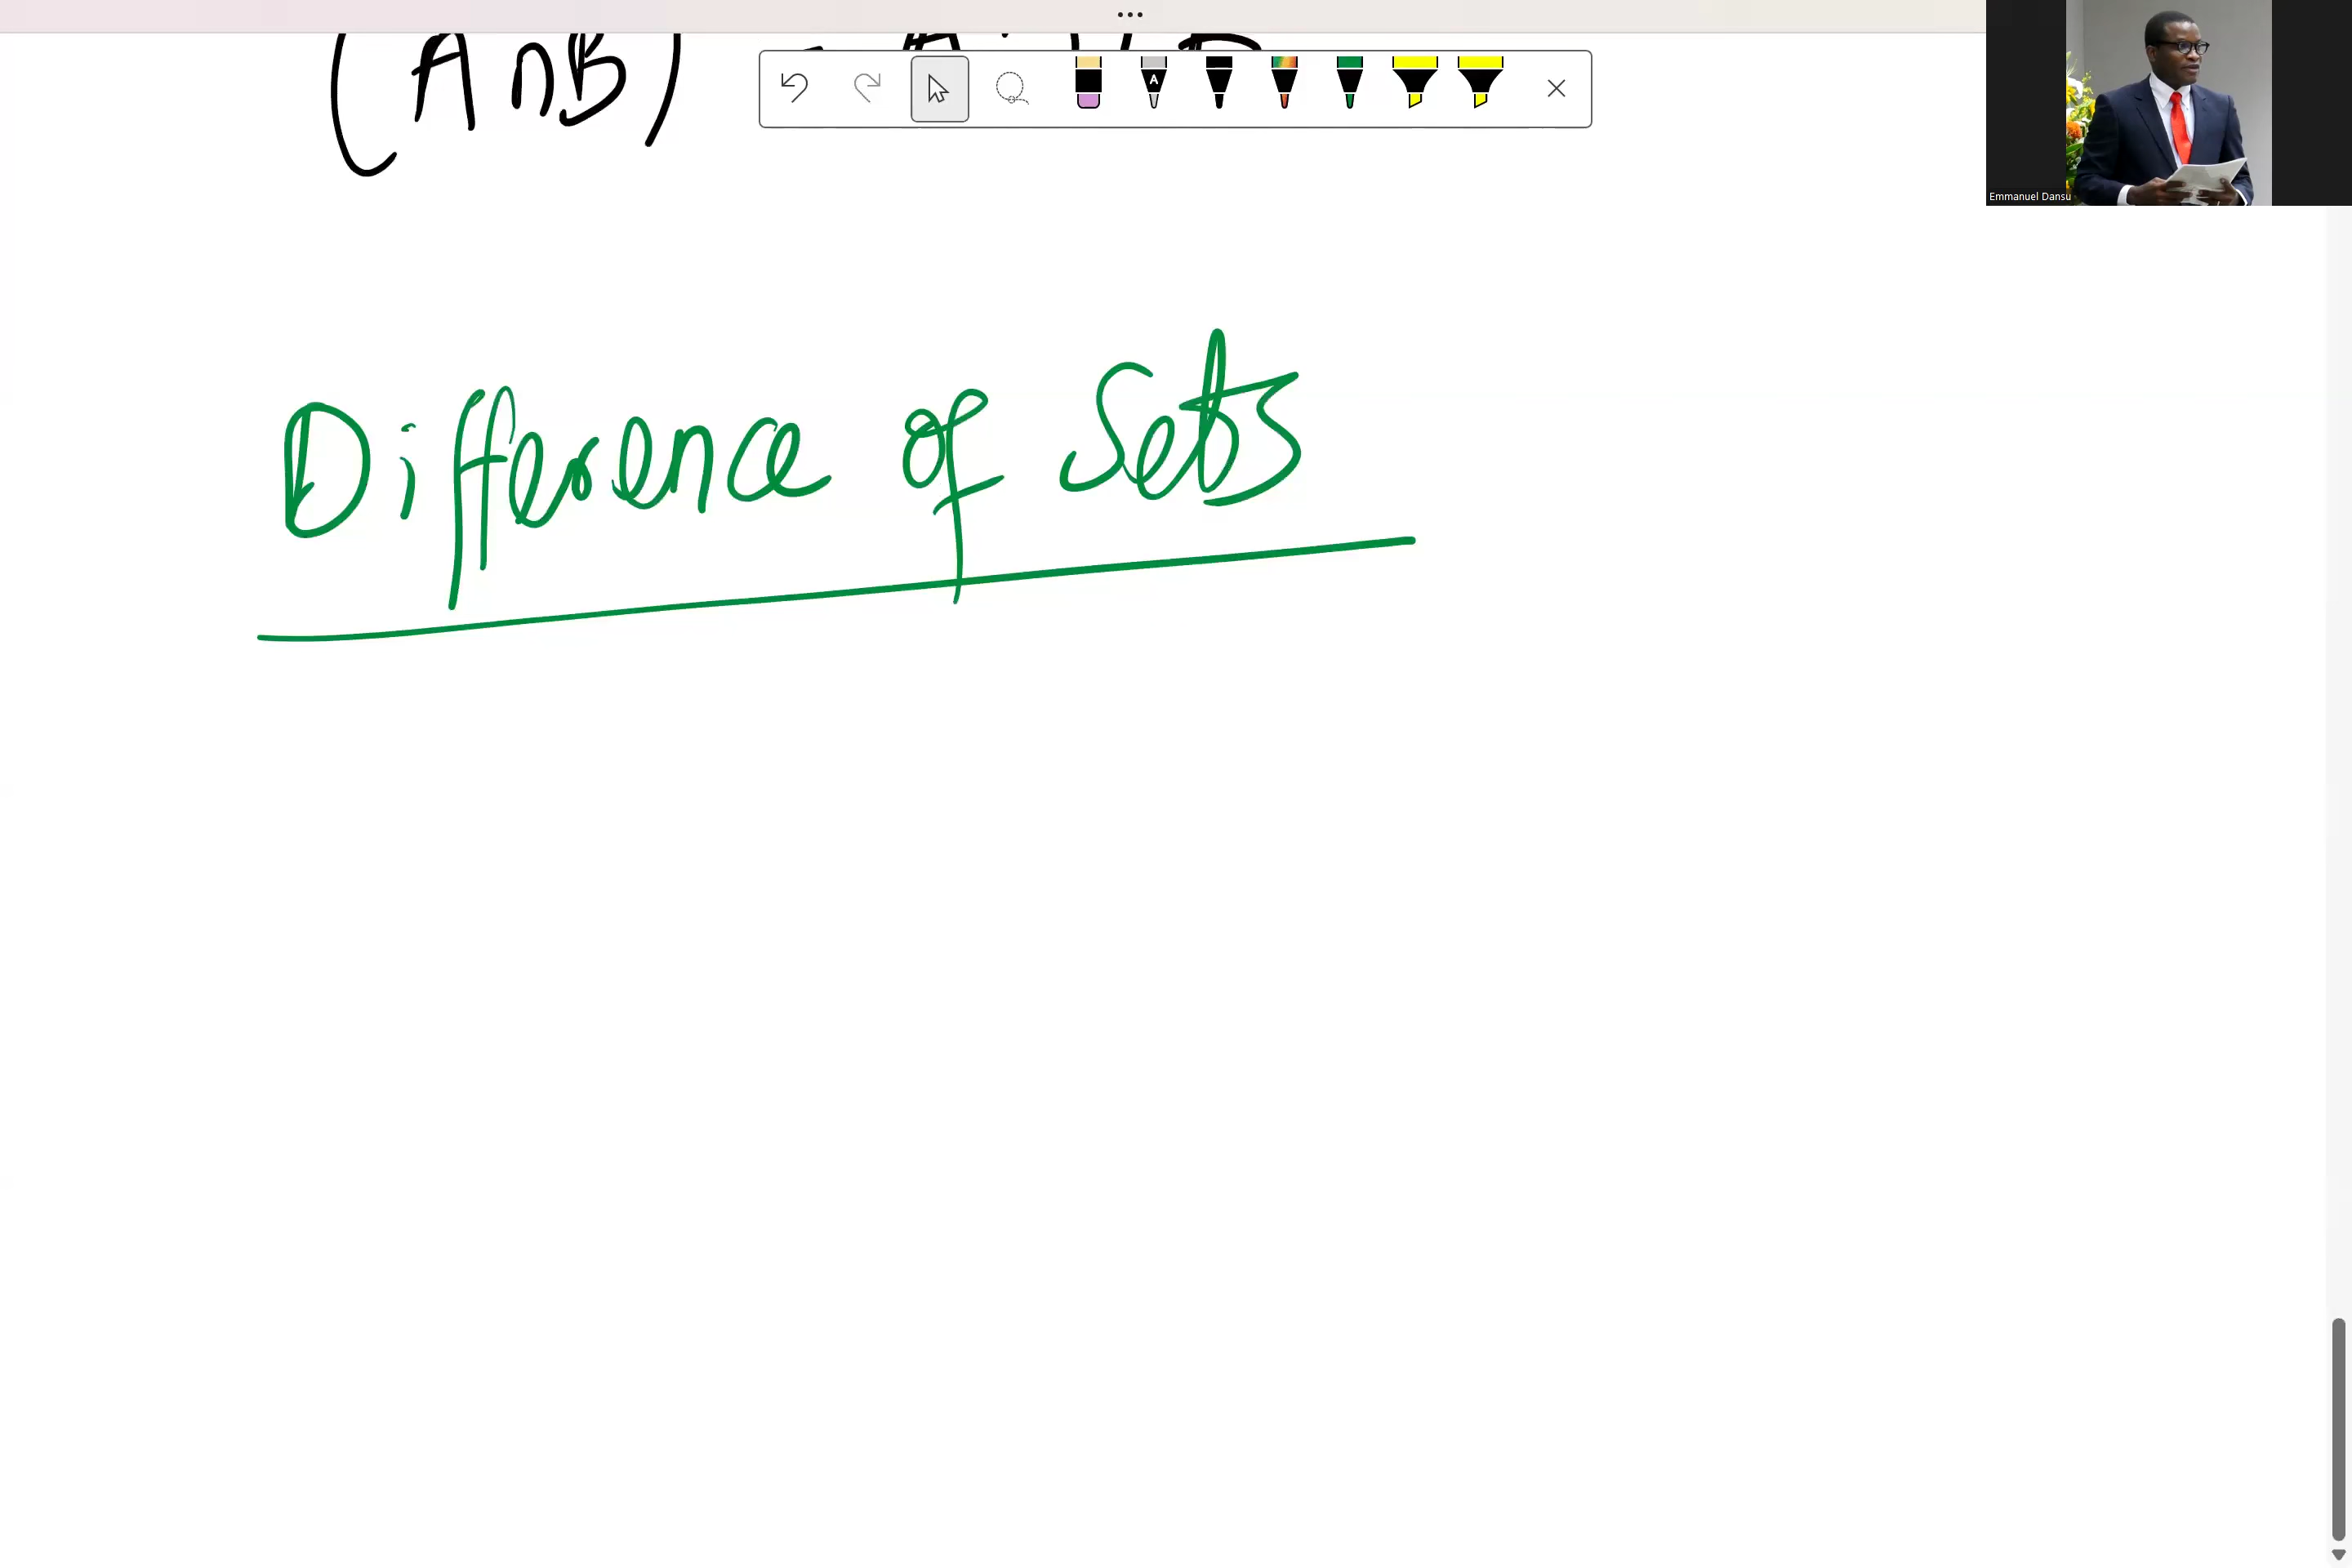 (A∩B)
A
Emmanuel Dansu
Difference of Sets